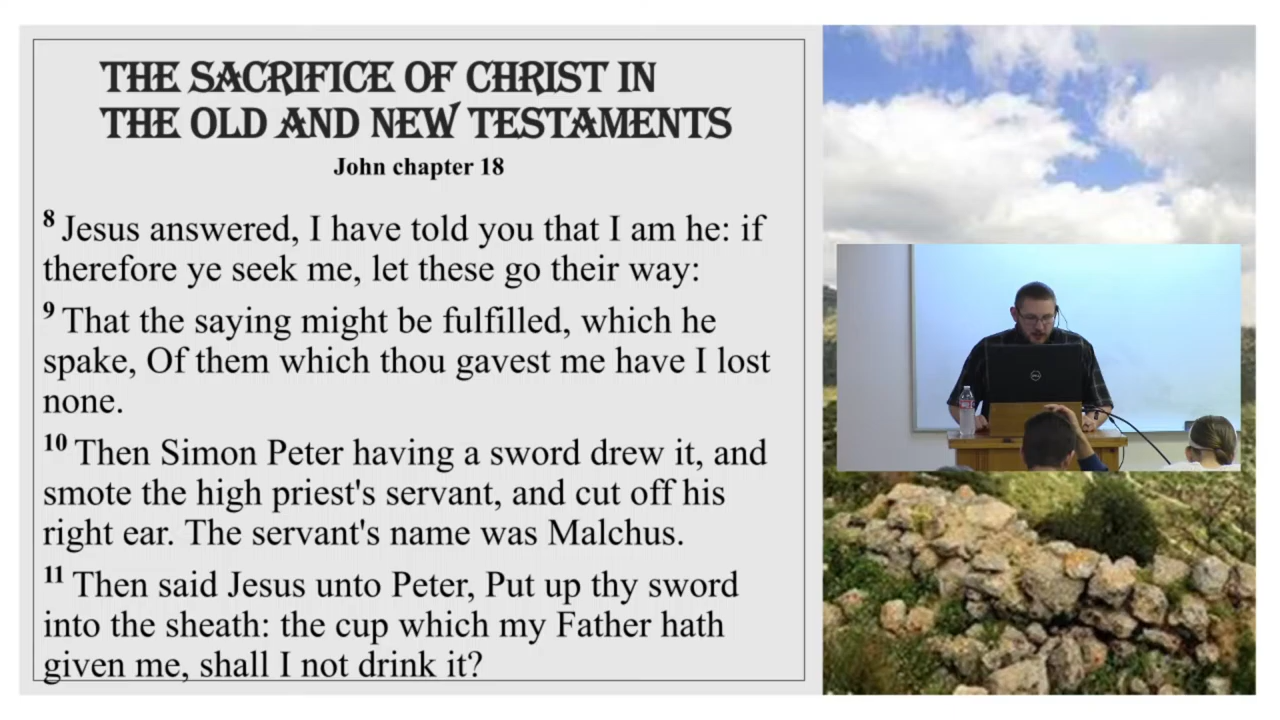 THE SACRIFICE OF CHRIST IN
THE OLD AND NEW TESTAMENTS
John chapter 18
8 Jesus answered, I have told you that I am he: if
therefore ye seek me, let these go their way:
9 That the saying might be fulfilled, which he
spake, Of them which thou gavest me have I lost
none.
10 Then Simon Peter having a sword drew it, and
smote the high priest's servant, and cut off his
right ear. The servant's name was Malchus.
11 Then said Jesus unto Peter, Put up thy sword
into the sheath: the cup which my Father hath
given me, shall I not drink it?